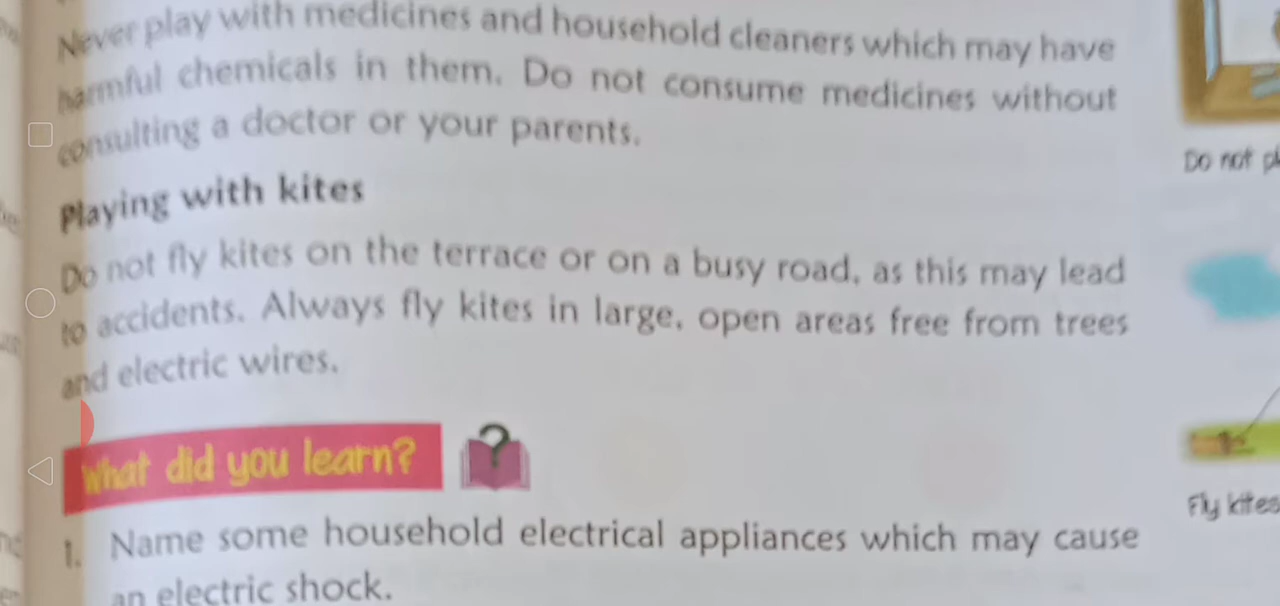 Never play with medicines and household cleaners which may have
harmful chemicals in them. Do not consume medicines without
consulting a doctor or your parents.
Playing with kites
Do not fly kites on the terrace or on a busy road, as this may lead
to accidents. Always fly kites in large, open areas free from trees
and electric wires.
What did you learn?
1. Name some household electrical appliances which may cause
an electric shock.
Do not
Fly kites